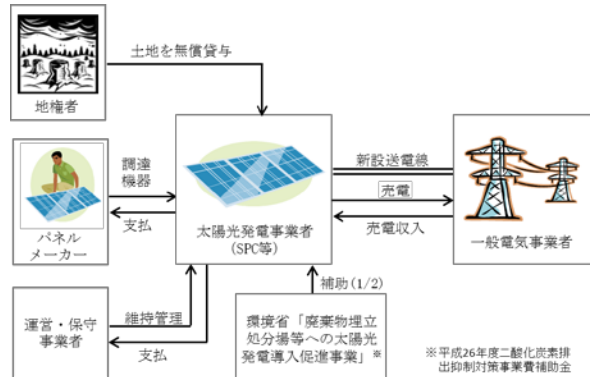 土地を無償貸与
地権者
調達
機器
支払
パネル
メーカー
太陽光発電事業者
(SPC等)
新設送電線
売電
売電収入
一般電気事業者
運営・保守
事業者
維持管理
支払
補助(1/2)
環境省「廃棄物埋立
処分場等への太陽光
発電導入促進事業」※
※平成26年度二酸化炭素排
出抑制対策事業費補助金